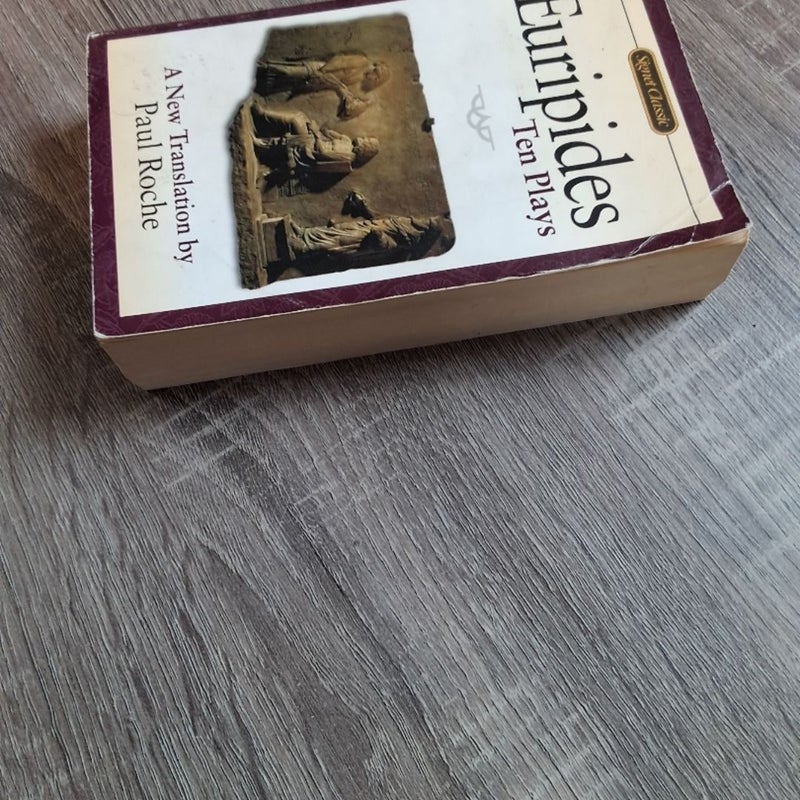 Signet Classic
Euripides
Ten Plays
A New Translation by
Paul Roche